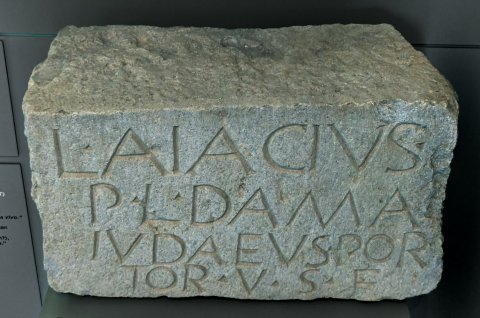 L·AIACIVS·
P·L·DAMA
IVDAEVS·POR
TOR·V·S·F